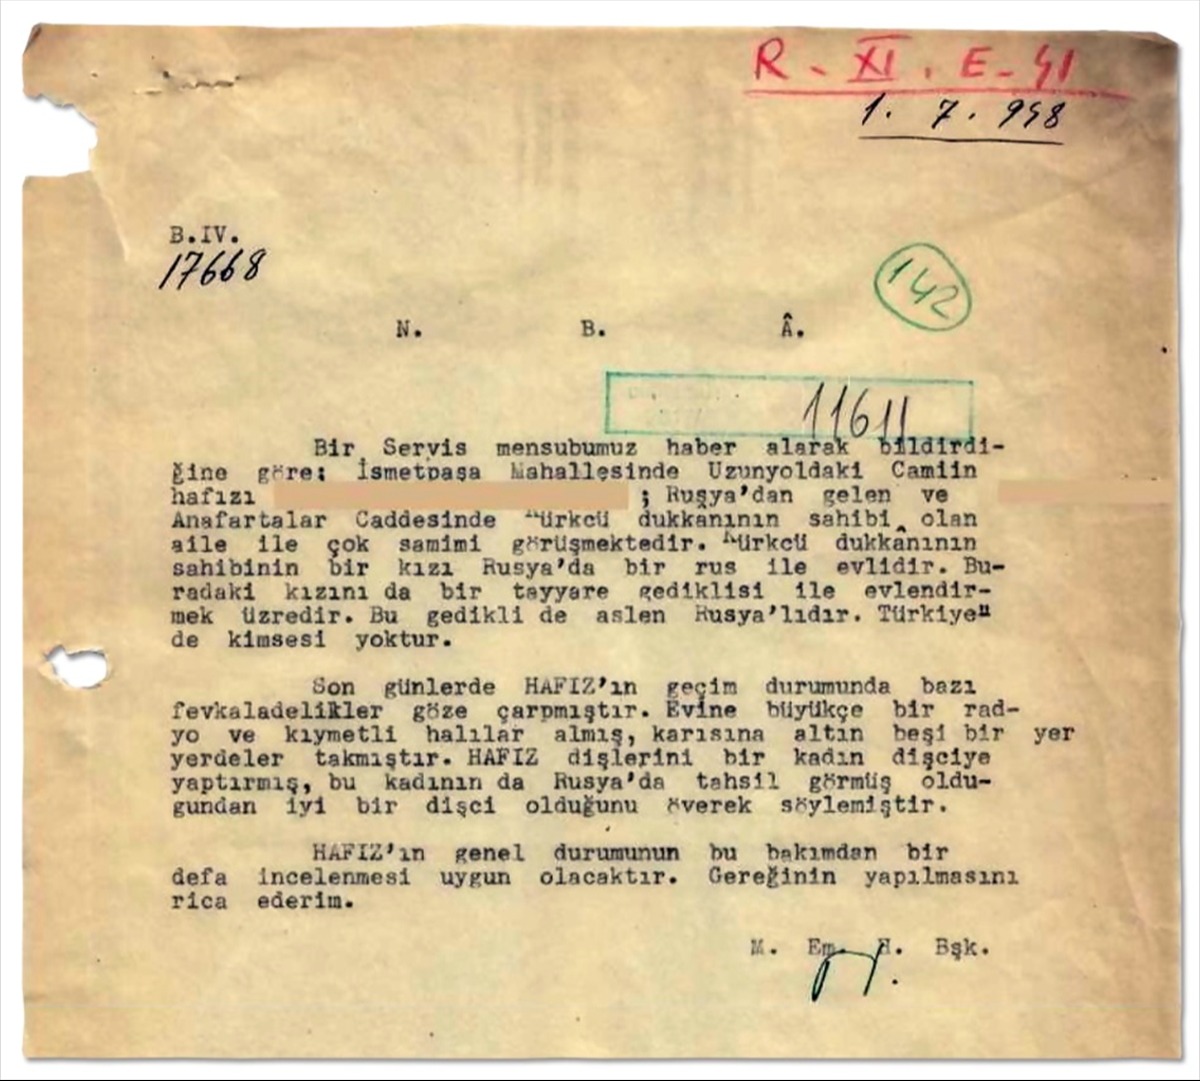 R - XI. E - 41
1. 7. 948
B.IV.
17668
142
N. B. Â.
11611
Bir Servis mensubumuz haber alarak bildirdi-
ğine göre; İsmetpaşa Mahallesinde Uzunyoldaki Camiin
hafızı ; Rusya'dan gelen ve
Anafartalar Caddesinde Kürkcü dukkanının sahibi olan
aile ile çok samimi görüşmektedir. Kürkcü dukkanının
sahibinin bir kızı Rusya'da bir rus ile evlidir. Bu-
radaki kızını da bir tayyare gediklisi ile evlendir-
mek üzredir. Bu gedikli de aslen Rusya'lıdır. Türkiye"
de kimsesi yoktur.
Son günlerde HAFIZ'ın geçim durumunda bazı
fevkaladelikler göze çarpmıştır. Evine büyükçe bir rad-
yo ve kıymetli halılar almış, karısına altın beşi bir yer
yerdeler takmıştır. HAFIZ dişlerini bir kadın dişciye
yaptırmış, bu kadının da Rusya'da tahsil görmüş oldu-
gundan iyi bir dişci olduğunu överek söylemiştir.
HAFIZ'ın genel durumunun bu bakımdan bir
defa incelenmesi uygun olacaktır. Gereğinin yapılmasını
rica ederim.
M. Em. H. Bşk.